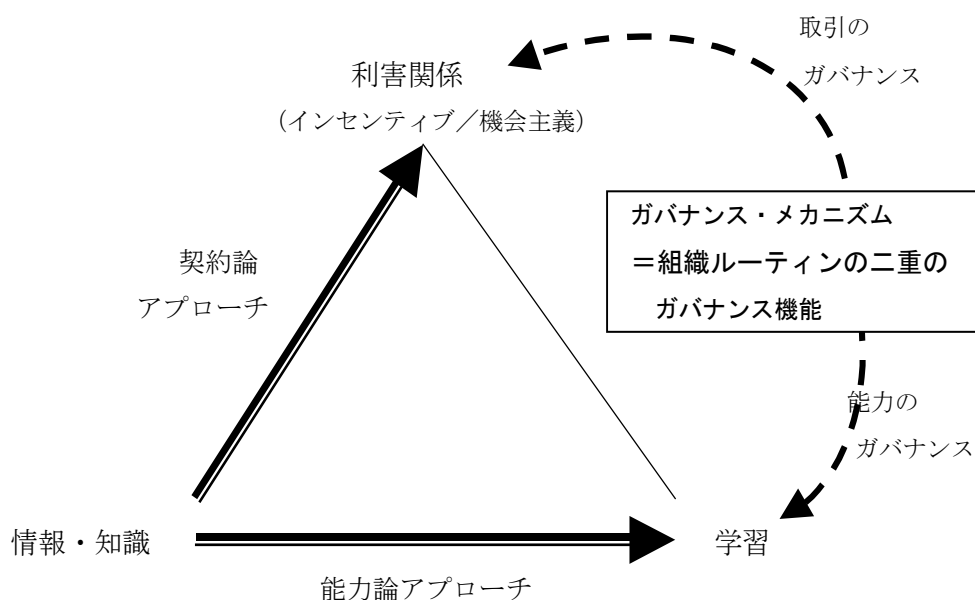 取引の
ガバナンス
利害関係
（インセンティブ／機会主義）
ガバナンス・メカニズム
＝組織ルーティンの二重の
ガバナンス機能
契約論
アプローチ
能力の
ガバナンス
情報・知識
学習
能力論アプローチ